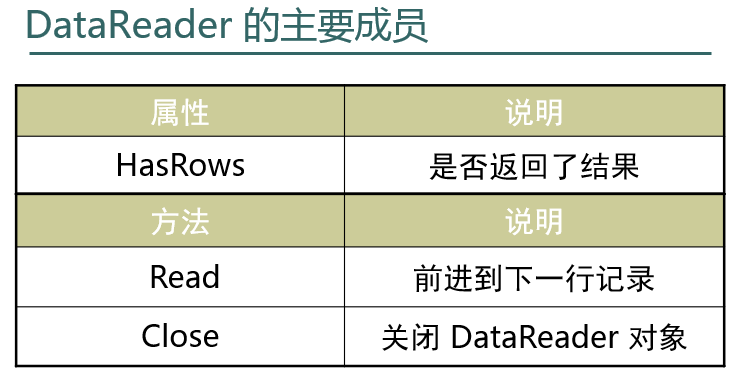 DataReader 的主要成员
属性 说明
HasRows 是否返回了结果
方法 说明
Read 前进到下一行记录
Close 关闭 DataReader 对象